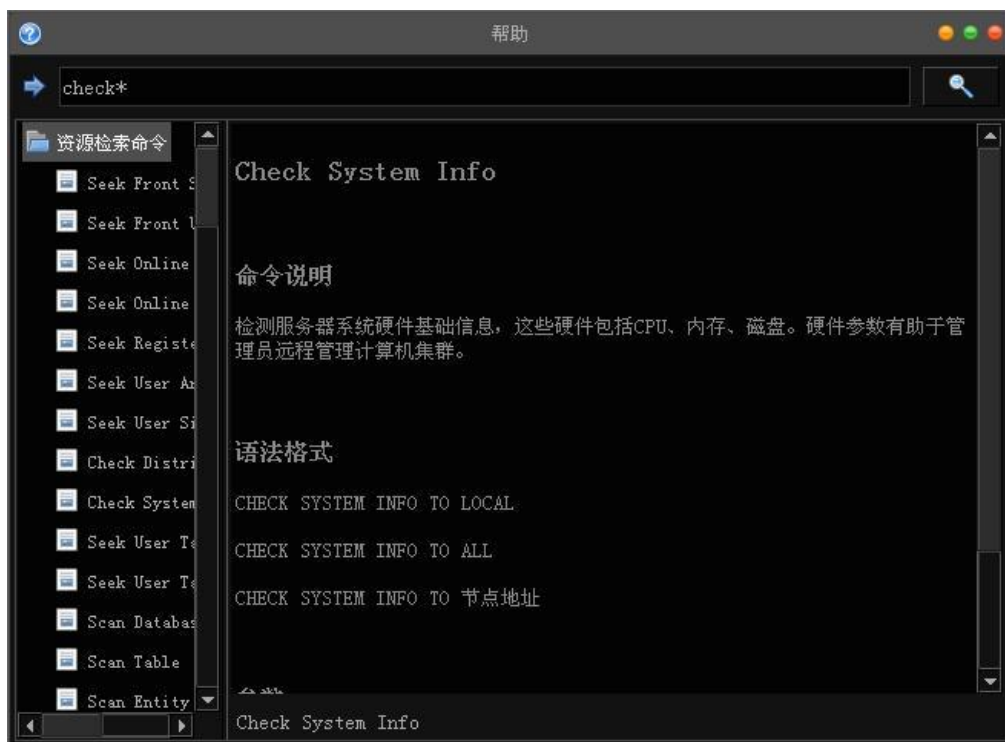 帮助
check*
资源检索命令
Seek Front
Seek Front
Seek Online
Seek Online
Seek Registe
Seek User
Seek User Si
Check Distri
Check System
Seek User
Seek User
Scan Databas
Scan Table
Scan Entity
Check System Info
命令说明
检测服务器系统硬件基础信息，这些硬件包括CPU、内存、磁盘。硬件参数有助于管
理员远程管理计算机集群。
语法格式
CHECK SYSTEM INFO TO LOCAL
CHECK SYSTEM INFO TO ALL
CHECK SYSTEM INFO TO 节点地址
Check System Info